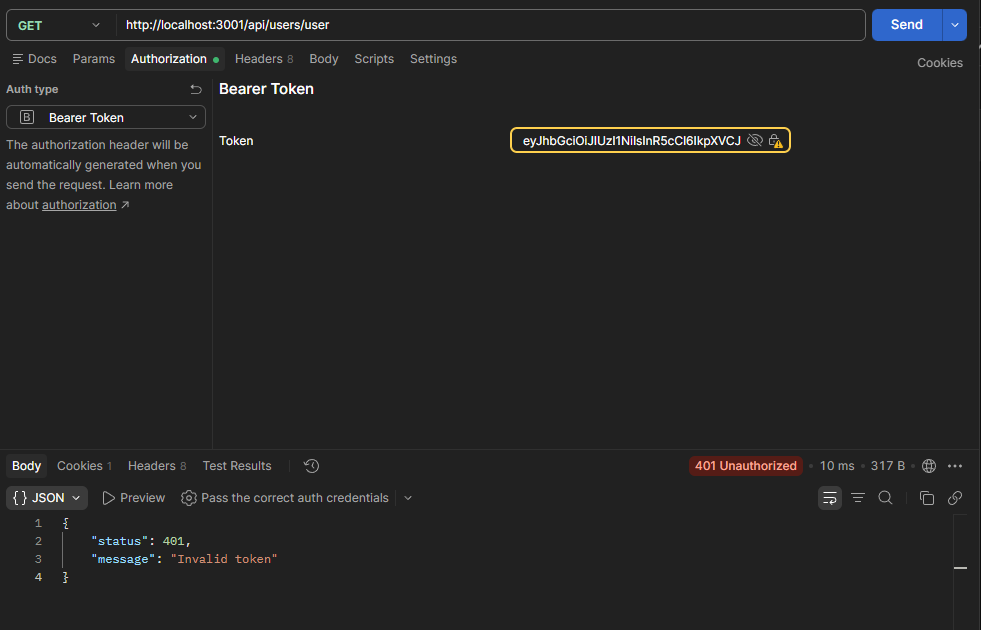 GET http://localhost:3001/api/users/user Send
Docs Params Authorization Headers 8 Body Scripts Settings Cookies
Auth type
B Bearer Token
The authorization header will be
automatically generated when you
send the request. Learn more
about authorization ↗
Bearer Token
Token eyJhbGciOiJIUzI1NiIsInR5cCI6IkpXVCJ
Body Cookies 1 Headers 8 Test Results 401 Unauthorized • 10 ms • 317 B •
{} JSON Preview Pass the correct auth credentials
1 {
2 "status": 401,
3 "message": "Invalid token"
4 }